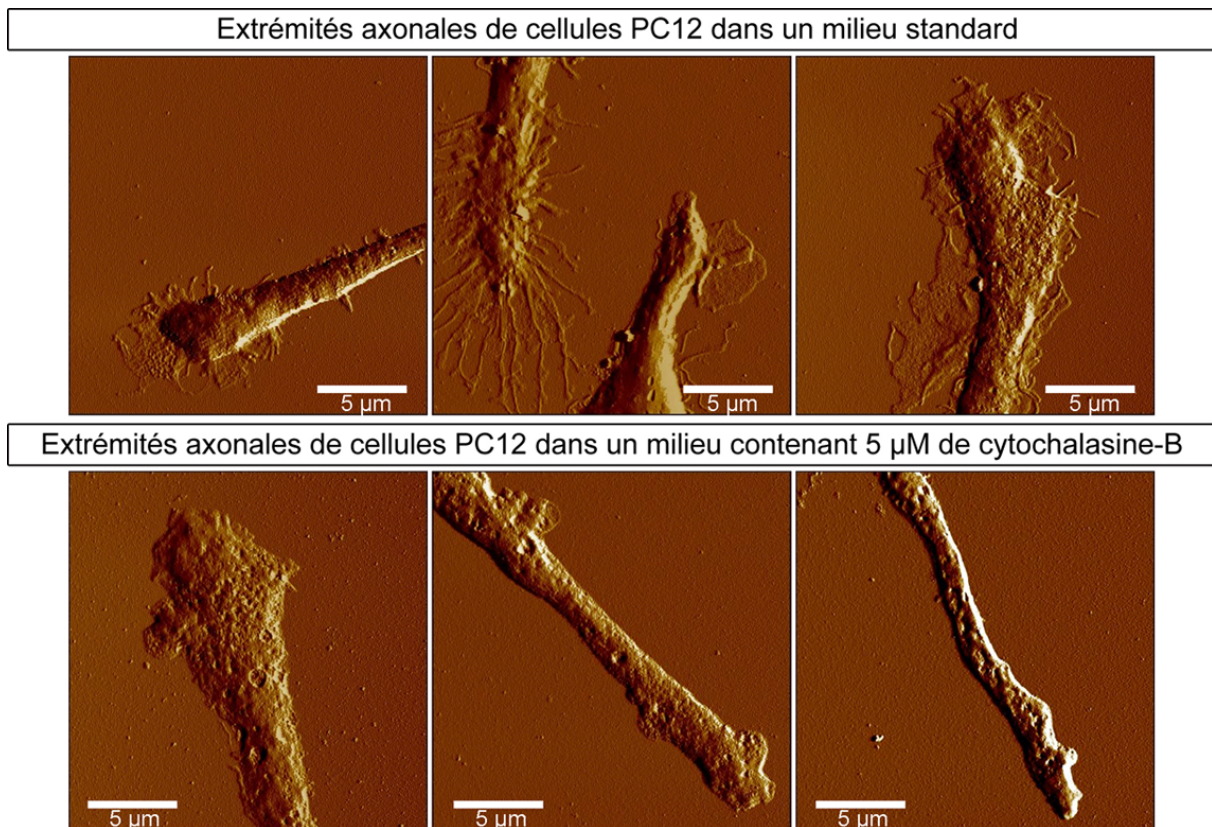 Extrémités axonales de cellules PC12 dans un milieu standard
5 µm
5 µm
5 µm
Extrémités axonales de cellules PC12 dans un milieu contenant 5 µM de cytochalasine-B
5 µm
5 µm
5 µm